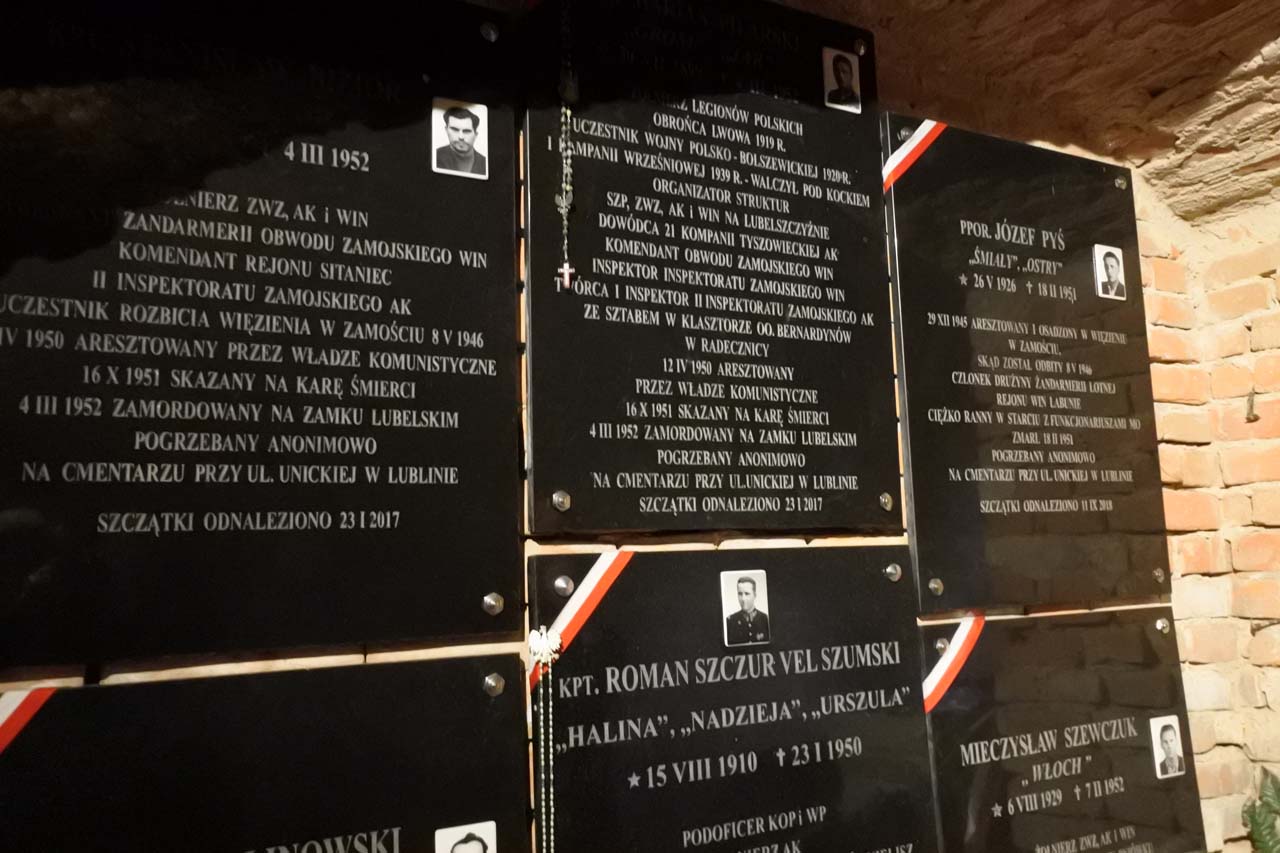 4 III 1952
ZWZ, AK i WIN
ŻANDARMERII OBWODU ZAMOJSKIEGO WIN
KOMENDANT REJONU SITANIEC
II INSPEKTORATU ZAMOJSKIEGO AK
UCZESTNIK ROZBICIA WIĘZIENIA W ZAMOŚCIU 8 V 1946
IV 1950 ARESZTOWANY PRZEZ WŁADZE KOMUNISTYCZNE
16 X 1951 SKAZANY NA KARĘ ŚMIERCI
4 III 1952 ZAMORDOWANY NA ZAMKU LUBELSKIM
POGRZEBANY ANONIMOWO
NA CMENTARZU PRZY UL. UNICKIEJ W LUBLINIE
SZCZĄTKI ODNALEZIONO 23 I 2017
LEGIONÓW POLSKICH
OBROŃCA LWOWA 1919 R.
UCZESTNIK WOJNY POLSKO - BOLSZEWICKIEJ 1920 R.
I KAMPANII WRZEŚNIOWEJ 1939 R. - WALCZYŁ POD KOCKIEM
ORGANIZATOR STRUKTUR
SZP, ZWZ, AK i WIN NA LUBELSZCZYŹNIE
DOWÓDCA 21 KOMPANII TYSZOWIECKIEJ AK
KOMENDANT OBWODU ZAMOJSKIEGO WIN
INSPEKTOR INSPEKTORATU ZAMOJSKIEGO WIN
TWÓRCA I INSPEKTOR II INSPEKTORATU ZAMOJSKIEGO AK
ZE SZTABEM W KLASZTORZE OO. BERNARDYNÓW
W RADECZNICY
12 IV 1950 ARESZTOWANY
PRZEZ WŁADZE KOMUNISTYCZNE
16 X 1951 SKAZANY NA KARĘ ŚMIERCI
4 III 1952 ZAMORDOWANY NA ZAMKU LUBELSKIM
POGRZEBANY ANONIMOWO
NA CMENTARZU PRZY UL.UNICKIEJ W LUBLINIE
SZCZĄTKI ODNALEZIONO 23 I 2017
PPOR. JÓZEF PYŚ
„ŚMIAŁY”, „OSTRY”
★ 26 V 1926 ✝ 18 II 1951
29 XII 1945 ARESZTOWANY I OSADZONY W WIĘZIENIU
W ZAMOŚCIU,
SKĄD ZOSTAŁ ODBITY 8 V 1946
CZŁONEK DRUŻYNY ŻANDARMERII LOTNEJ
REJONU WIN ŁABUNIE
CIĘŻKO RANNY W STARCIU Z FUNKCJONARIUSZAMI MO
ZMARŁ 18 II 1951
POGRZEBANY ANONIMOWO
NA CMENTARZU PRZY UL. UNICKIEJ W LUBLINIE
SZCZĄTKI ODNALEZIONO 11 IX 2018
KPT. ROMAN SZCZUR VEL SZUMSKI
„HALINA”, „NADZIEJA”, „URSZULA”
★ 15 VIII 1910 ✝ 23 I 1950
PODOFICER KOP i WP
AK
MIECZYSŁAW SZEWCZUK
„WŁOCH”
★ 6 VIII 1929 ✝ 7 II 1952
ŻOŁNIERZ ZWZ, AK i WIN